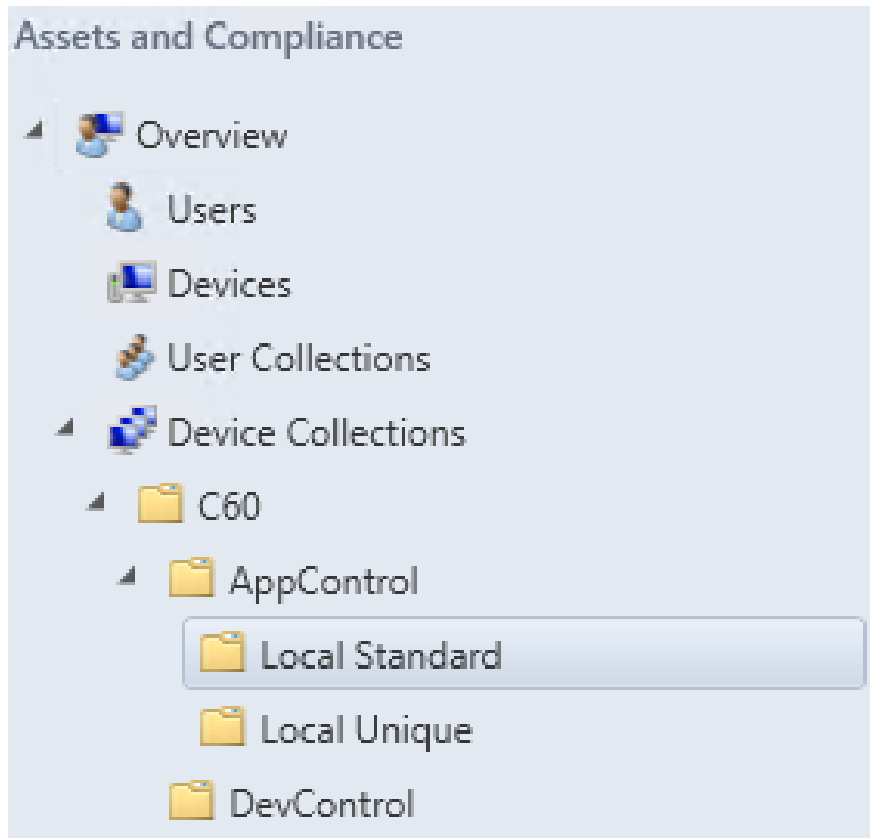 Assets and Compliance
Overview
Users
Devices
User Collections
Device Collections
C60
AppControl
Local Standard
Local Unique
DevControl